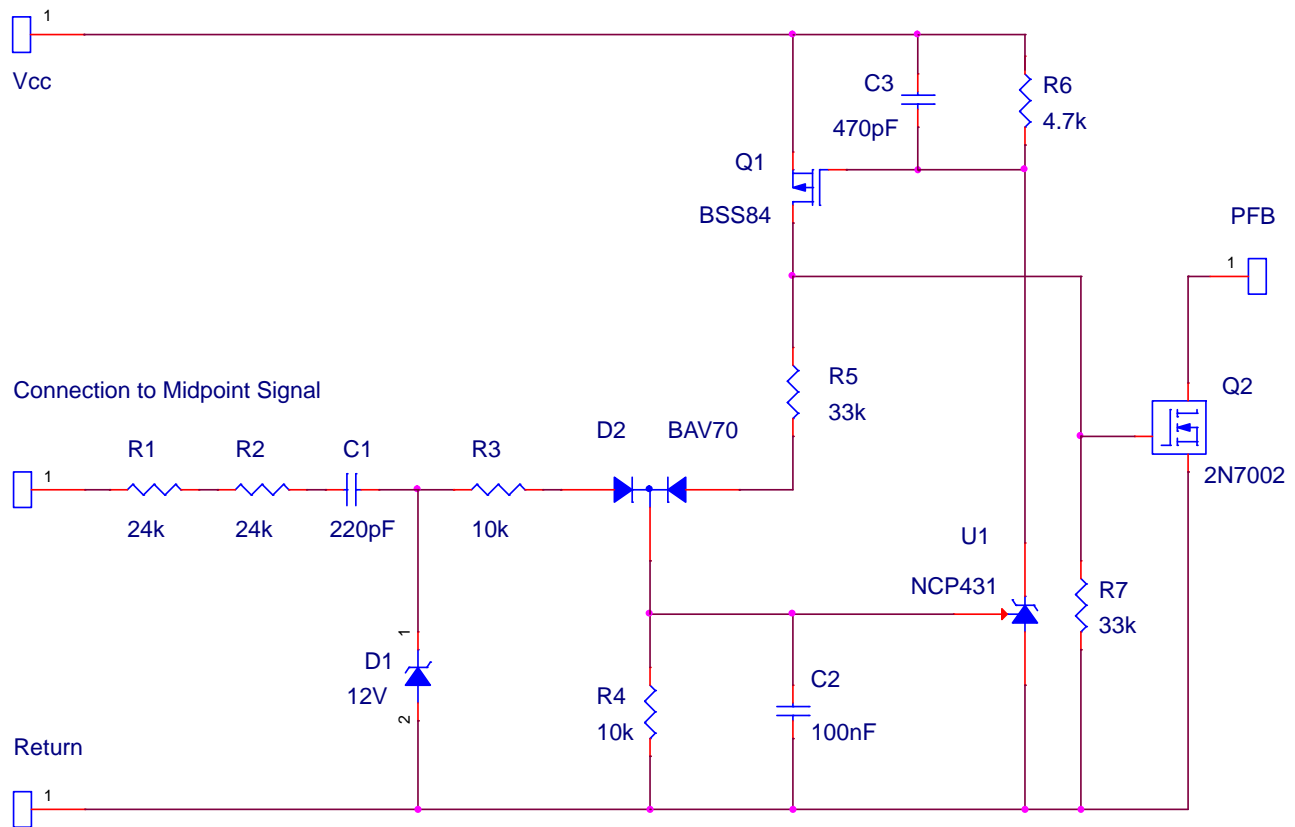 1
Vcc
C3
470pF
R6
4.7k
Q1
BSS84
PFB
1
Connection to Midpoint Signal
R5
33k
Q2
2N7002
D2
BAV70
1
R1
24k
R2
24k
C1
220pF
R3
10k
U1
NCP431
R7
33k
1
D1
12V
2
R4
10k
C2
100nF
Return
1